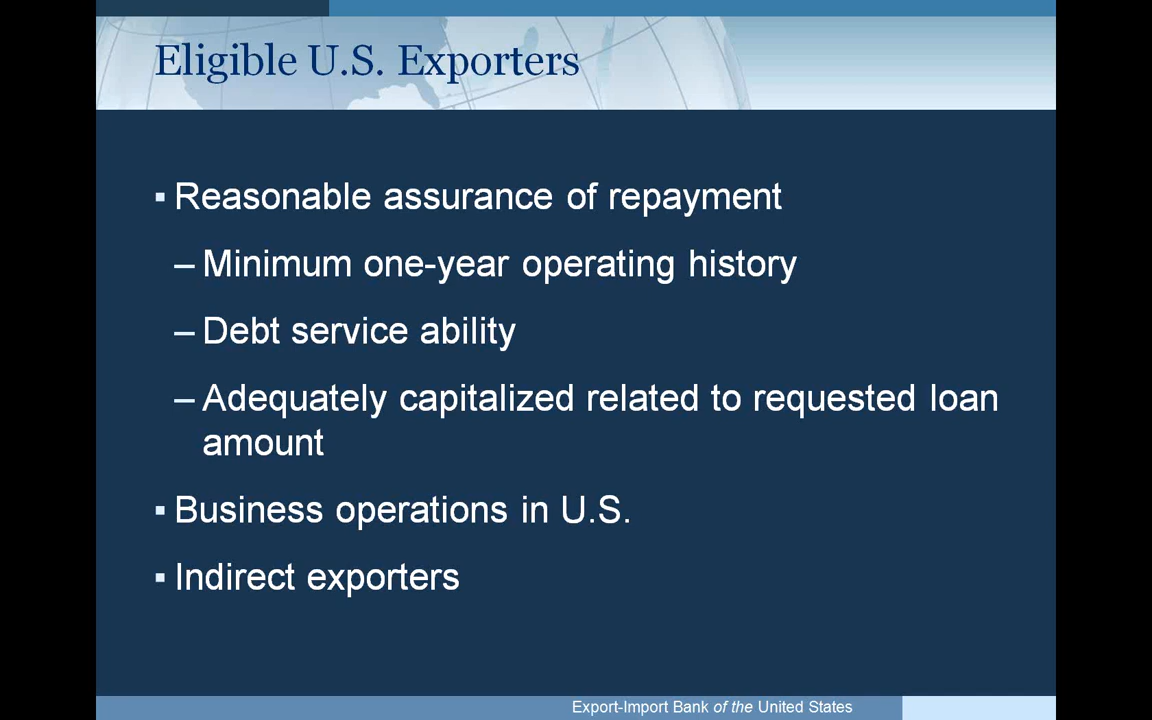 Eligible U.S. Exporters
▪ Reasonable assurance of repayment
– Minimum one-year operating history
– Debt service ability
– Adequately capitalized related to requested loan
amount
▪ Business operations in U.S.
▪ Indirect exporters
Export-Import Bank of the United States